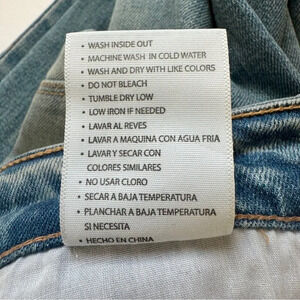 • WASH INSIDE OUT
• MACHINE WASH IN COLD WATER
• WASH AND DRY WITH LIKE COLORS
• DO NOT BLEACH
• TUMBLE DRY LOW
• LOW IRON IF NEEDED
• LAVAR AL REVES
• LAVAR A MAQUINA CON AGUA FRIA
• LAVAR Y SECAR CON
COLORES SIMILARES
• NO USAR CLORO
• SECAR A BAJA TEMPERATURA
• PLANCHAR A BAJA TEMPERATURA
SI NECESITA
• HECHO EN CHINA